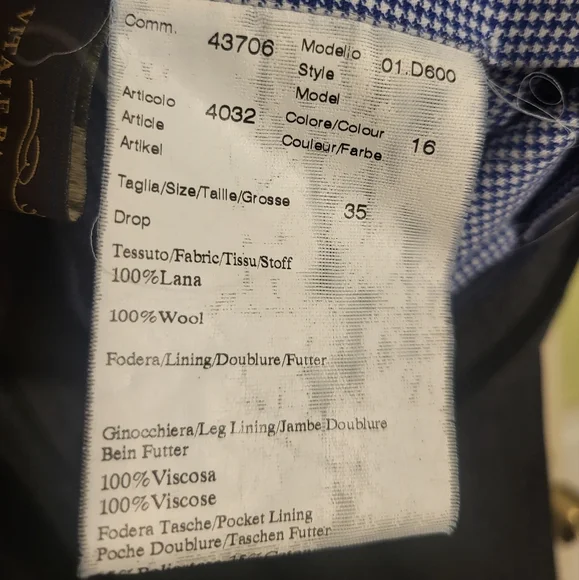 Comm. 43706 Modello 01.D600
Style
Model
Articolo 4032 Colore/Colour 16
Article Couleur/Farbe
Artikel
Taglia/Size/Taille/Grosse 35
Drop
Tessuto/Fabric/Tissu/Stoff
100%Lana
100%Wool
Fodera/Lining/Doublure/Futter
Ginocchiera/Leg Lining/Jambe Doublure
Bein Futter
100%Viscosa
100%Viscose
Fodera Tasche/Pocket Lining
Poche Doublure/Taschen Futter
VITALE